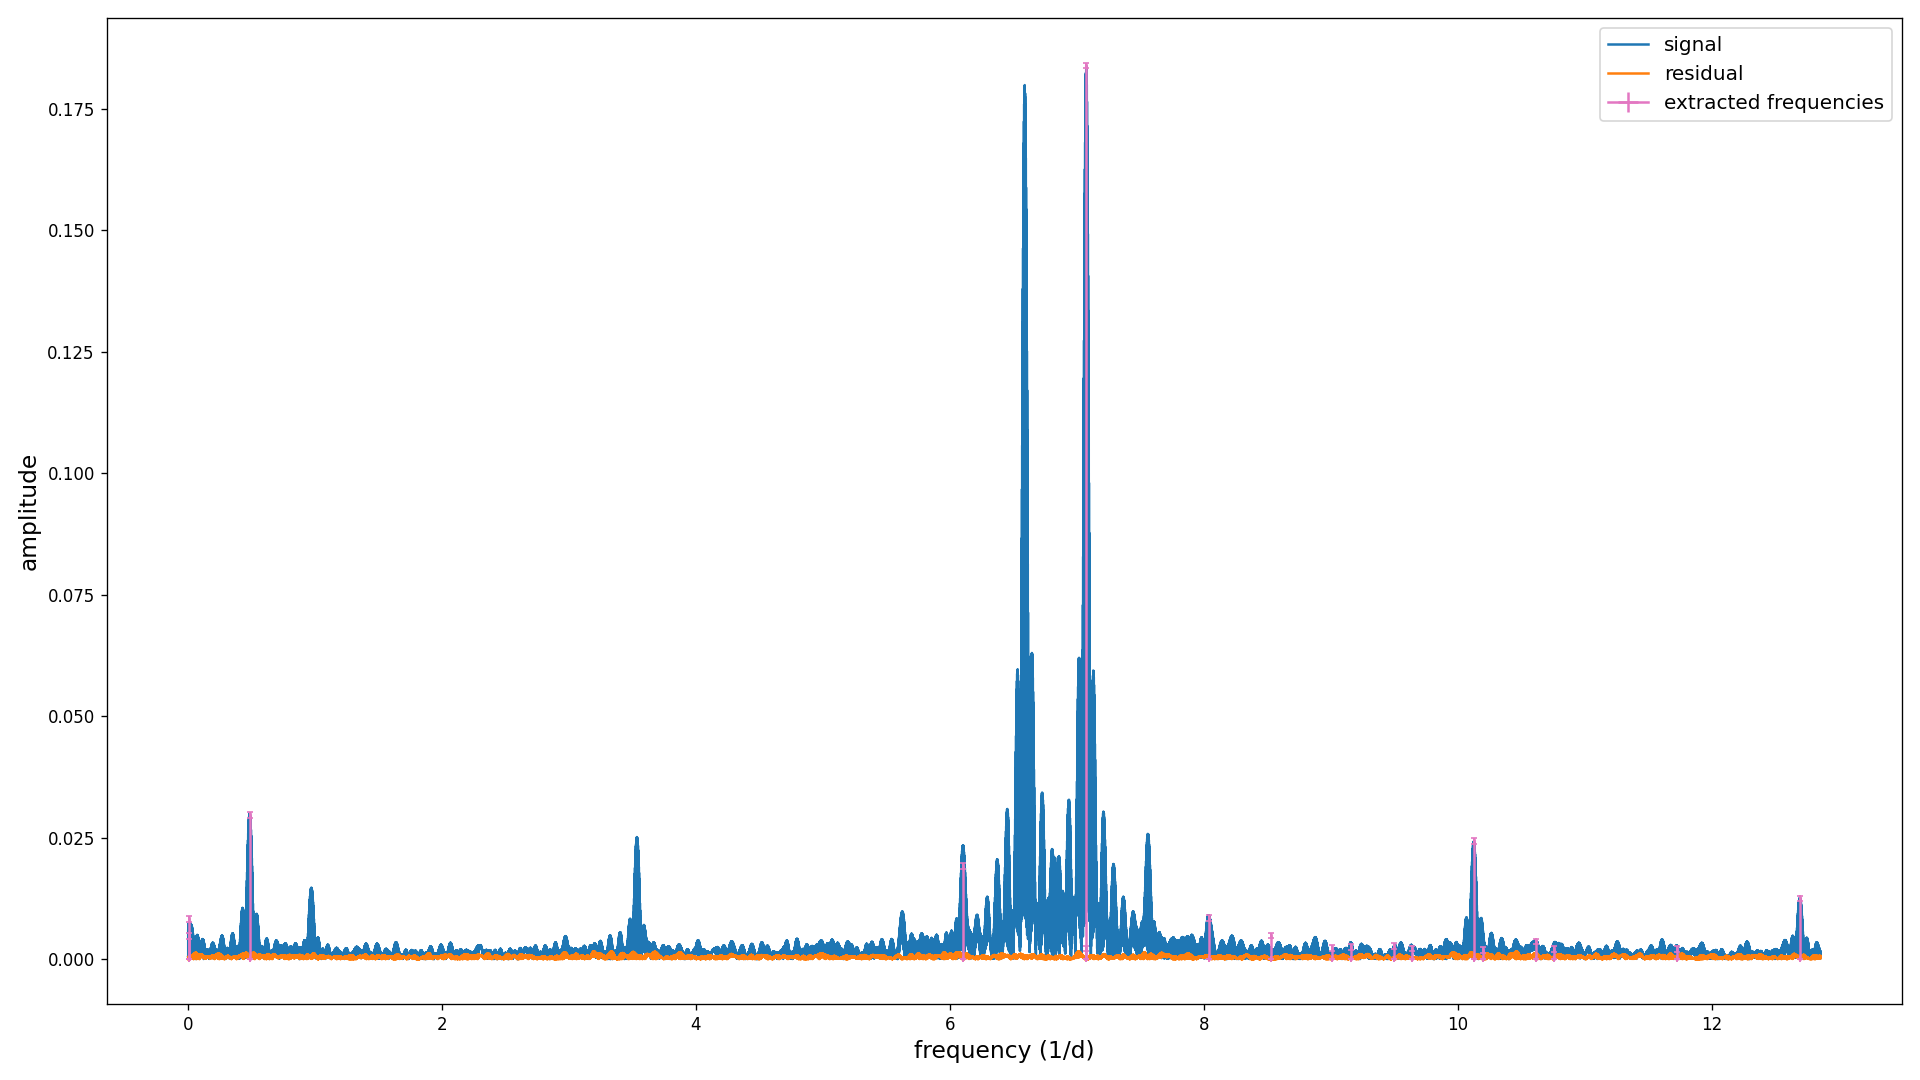 signal
residual
extracted frequencies
0.175
0.150
0.125
0.100
0.075
0.050
0.025
0.000
amplitude
0 2 4 6 8 10 12
frequency (1/d)